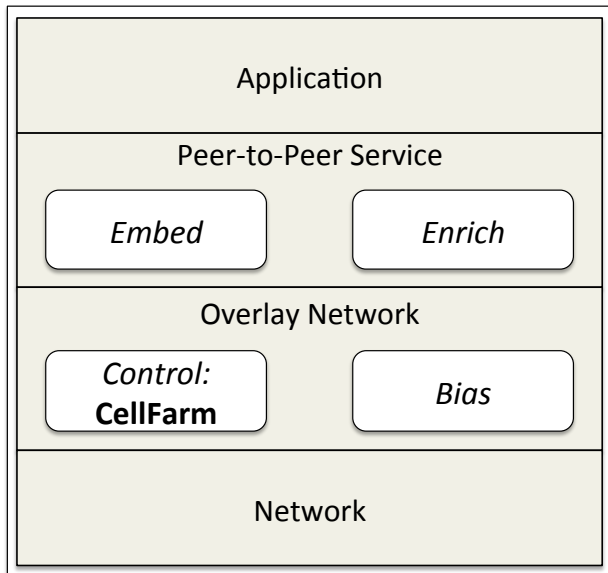 Application
Peer-to-Peer Service
Embed
Enrich
Overlay Network
Control:
CellFarm
Bias
Network